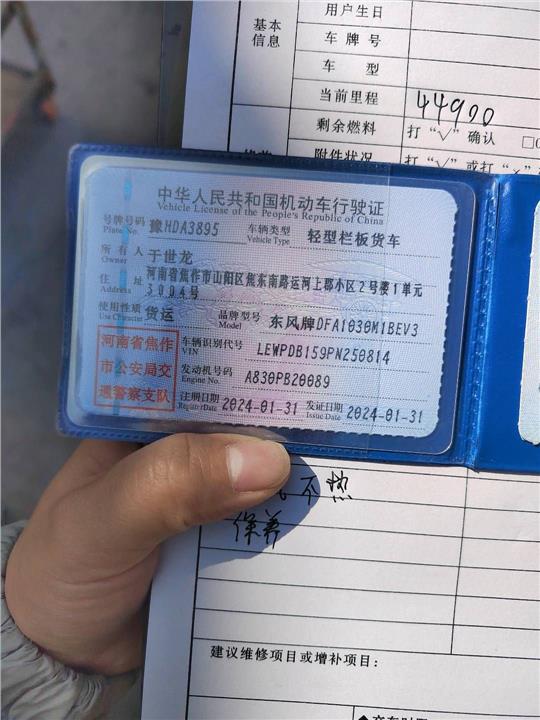 基本信息
用户生日
车牌号
车 型
当前里程
44900
剩余燃料
打“√”确认
附件状况
打“√”或打“×”
中华人民共和国机动车行驶证
Vehicle License of the People's Republic of China
号牌号码 豫HDA3895 车辆类型 轻型栏板货车
Plate No. Vehicle Type
所有人 于世龙
Owner
住 址 河南省焦作市山阳区焦东南路运河上郡小区2号楼1单元
Address 3004号
使用性质 货运 品牌型号 东风牌DFA1030M1BEV3
Use Character Model
河南省焦作
市公安局交
通警察支队
车辆识别代号 LEWPDB159PN250814
VIN
发动机号码 A830PB20089
Engine No.
注册日期 2024-01-31 发证日期 2024-01-31
Register Date Issue Date
不热
保养
建议维修项目或增补项目：